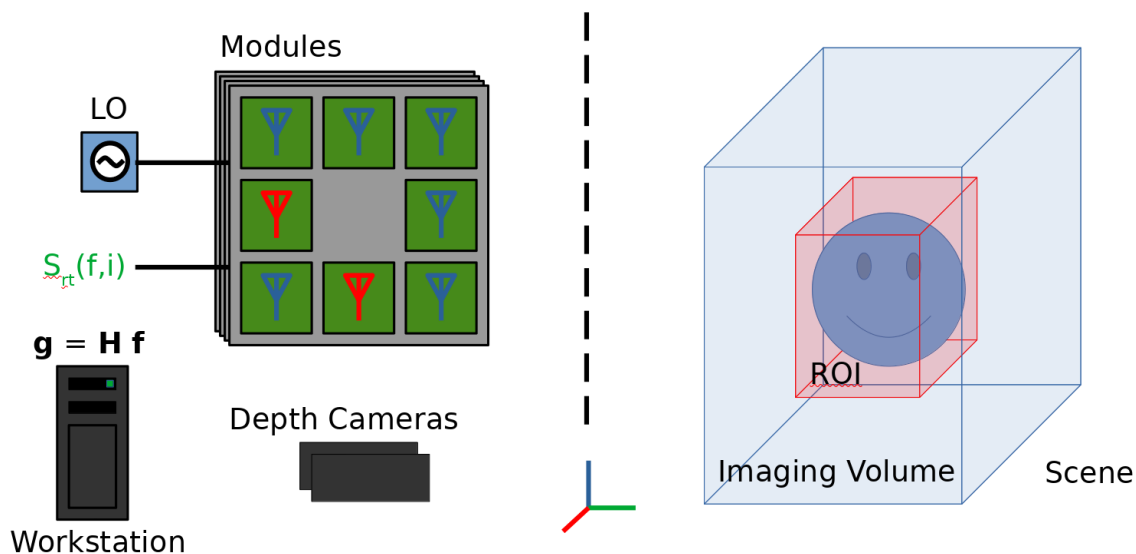 Modules
LO
S_rt(f,i)
g = H f
Depth Cameras
Workstation
ROI
Imaging Volume
Scene